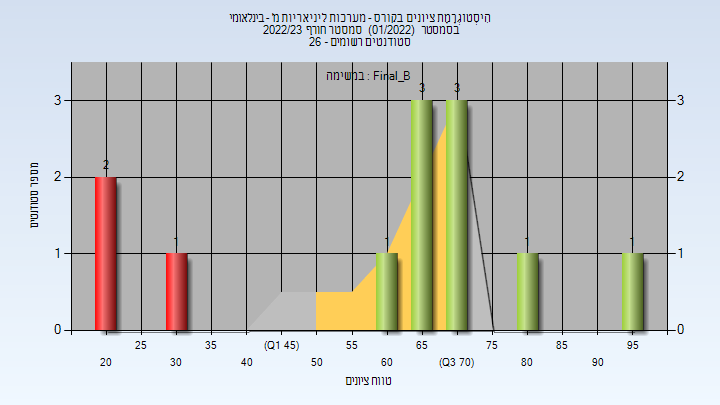 היסטוגרמת ציונים בקורס - מערכות ליניאריות מ' - בינלאומי
בסמסטר (01/2022) סמסטר חורף 2022/23
סטודנטים רשומים - 26
במשימה : Final_B
מספר סטודנטים
3 3
2 2
1 1
0 0
2 1 1 3 3 1 1
25 35 (Q1 45) 55 65 75 85 95
20 30 40 50 60 (Q3 70) 80 90
טווח ציונים